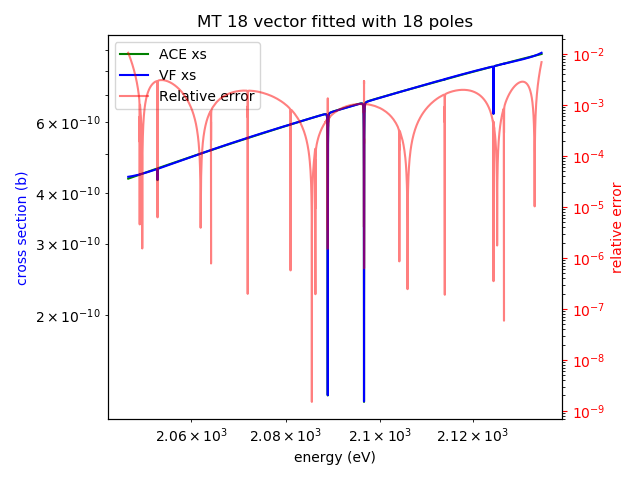 MT 18 vector fitted with 18 poles
ACE xs
VF xs
Relative error
cross section (b)
6 × 10⁻¹⁰
4 × 10⁻¹⁰
3 × 10⁻¹⁰
2 × 10⁻¹⁰
10⁻²
10⁻³
10⁻⁴
10⁻⁵
10⁻⁶
10⁻⁷
10⁻⁸
10⁻⁹
relative error
2.06 × 10³ 2.08 × 10³ 2.1 × 10³ 2.12 × 10³
energy (eV)